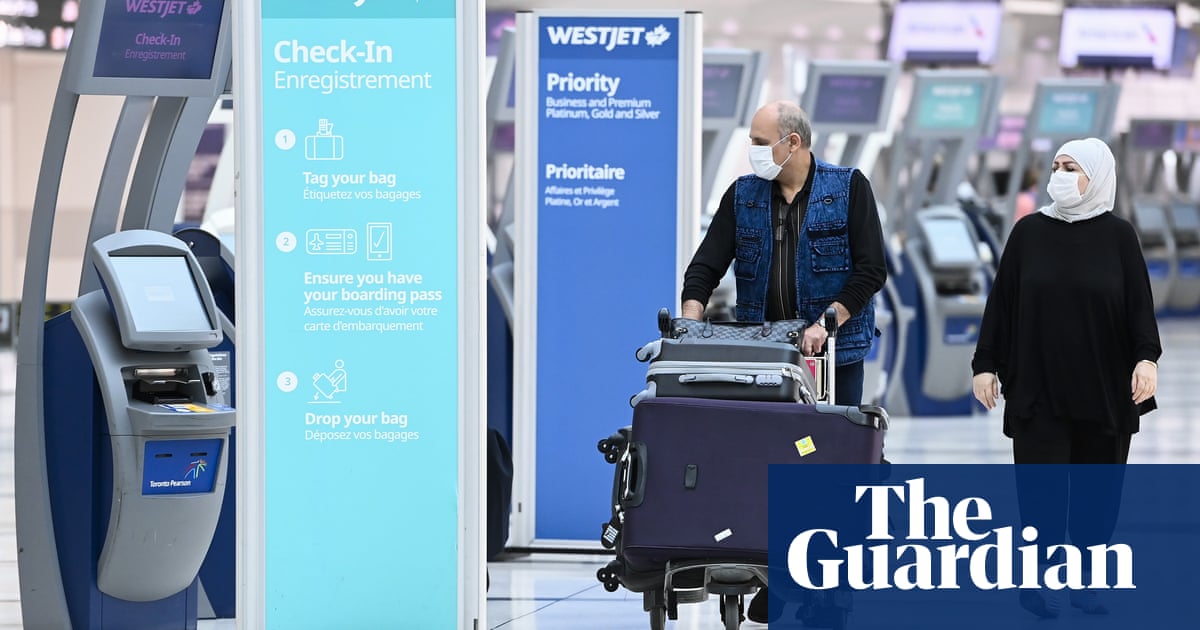 WESTJET
Check-In
Enregistrement
Check-In
Enregistrement
1
Tag your bag
Étiquetez vos bagages
2
Ensure you have
your boarding pass
Assurez-vous d'avoir votre
carte d'embarquement
3
Drop your bag
Déposez vos bagages
Toronto Pearson
WESTJET
Priority
Business and Premium
Platinum, Gold and Silver
Prioritaire
Affaires et Privilège
Platine, Or et Argent
The
Guardian